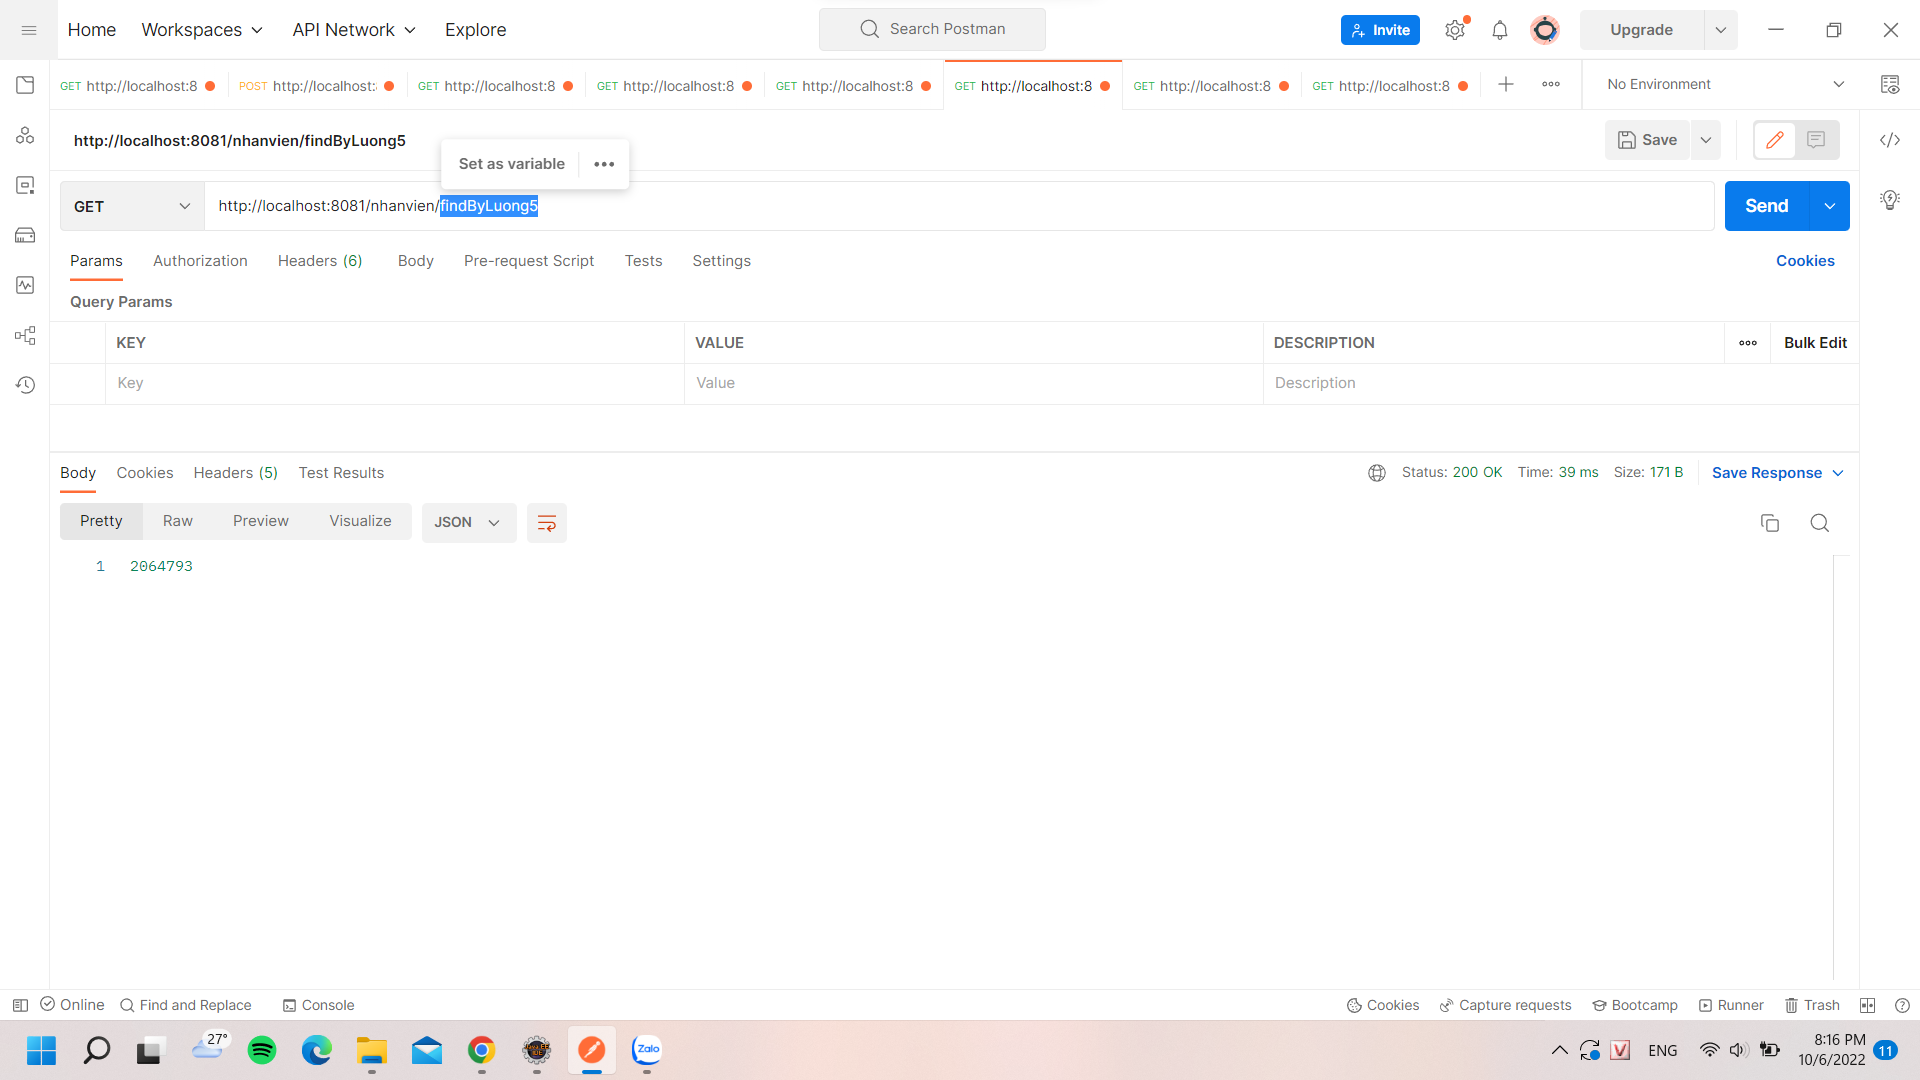 Home Workspaces API Network Explore Search Postman Invite Upgrade
GET http://localhost:8 POST http://localhost: GET http://localhost:8 GET http://localhost:8 GET http://localhost:8 GET http://localhost:8 GET http://localhost:8 GET http://localhost:8 No Environment
http://localhost:8081/nhanvien/findByLuong5 Save
Set as variable
GET http://localhost:8081/nhanvien/findByLuong5 Send
Params Authorization Headers (6) Body Pre-request Script Tests Settings Cookies
Query Params
KEY VALUE DESCRIPTION Bulk Edit
Key Value Description
Body Cookies Headers (5) Test Results Status: 200 OK Time: 39 ms Size: 171 B Save Response
Pretty Raw Preview Visualize JSON
1 2064793
Online Find and Replace Console Cookies Capture requests Bootcamp Runner Trash
27° Zalo ENG 8:16 PM
10/6/2022 11